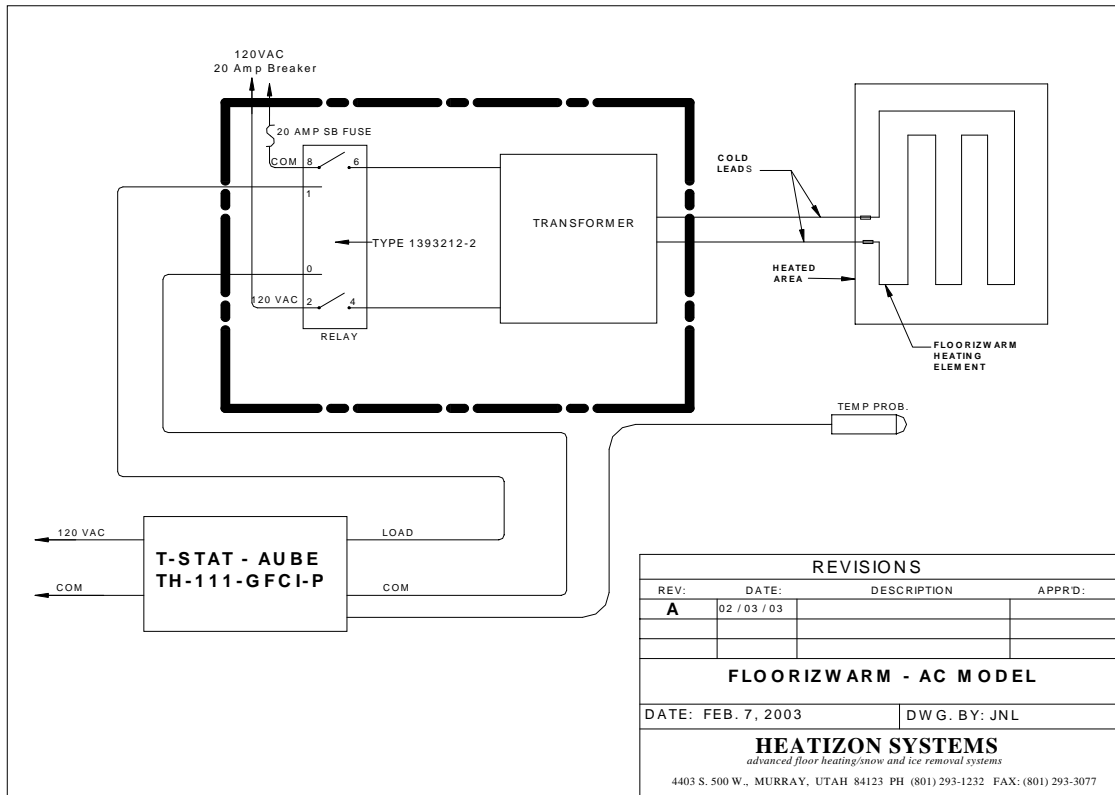 120VAC
20 Amp Breaker
20 AMP SB FUSE
COM 8 6
1
TYPE 1393212-2
0
120 VAC 2 4
RELAY
TRANSFORMER
COLD
LEADS
HEATED
AREA
FLOORIZWARM
HEATING
ELEMENT
TEMP PROB.
120 VAC
COM
T-STAT - AUBE
TH-111-GFCI-P
LOAD
COM
REVISIONS
REV: DATE: DESCRIPTION APPR'D:
A 02 / 03 / 03
FLOORIZWARM - AC MODEL
DATE: FEB. 7, 2003 DWG. BY: JNL
HEATIZON SYSTEMS
advanced floor heating/snow and ice removal systems
4403 S. 500 W., MURRAY, UTAH 84123 PH (801) 293-1232 FAX: (801) 293-3077